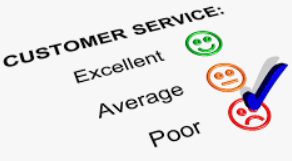 CUSTOMER SERVICE:
Excellent
Average
Poor